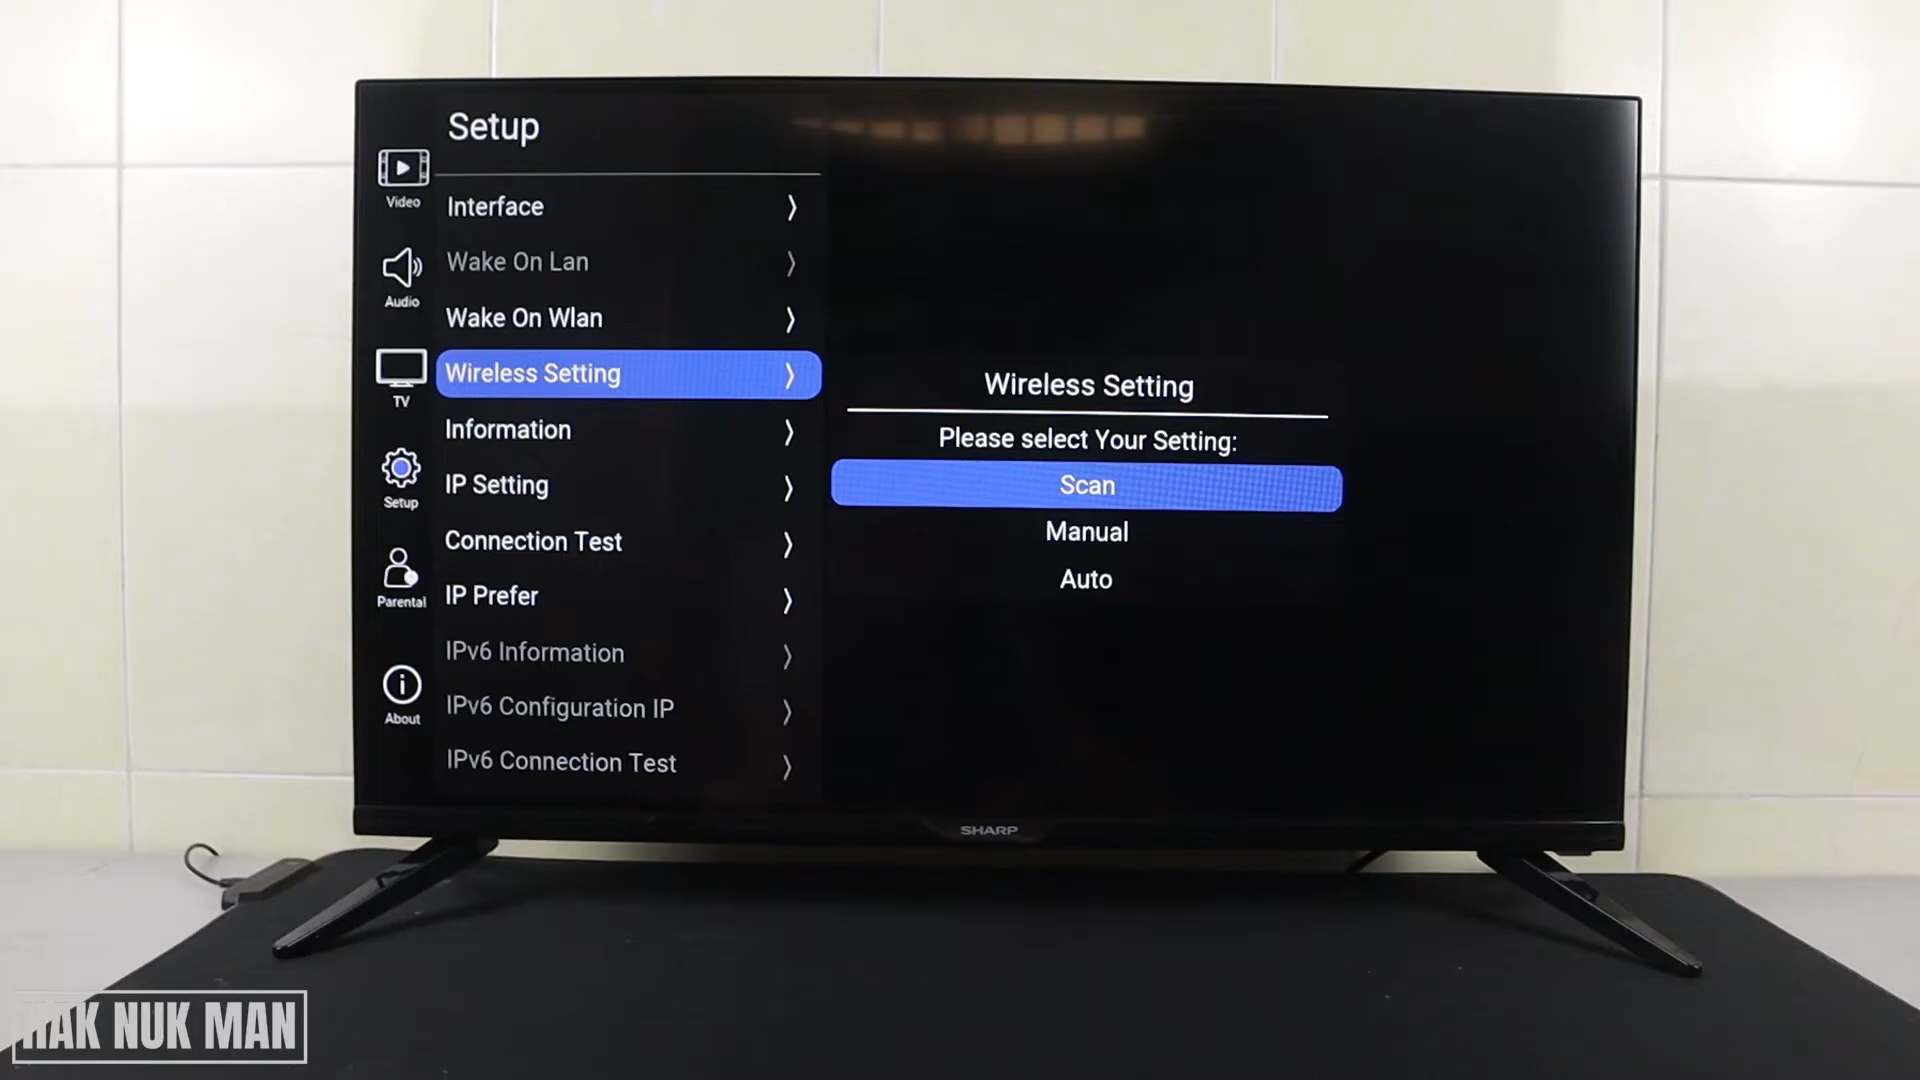 Setup
Video
Audio
TV
Setup
Parental
About
Interface
Wake On Lan
Wake On Wlan
Wireless Setting
Information
IP Setting
Connection Test
IP Prefer
IPv6 Information
IPv6 Configuration IP
IPv6 Connection Test
Wireless Setting
Please select Your Setting:
Scan
Manual
Auto
SHARP
HAK NUK MAN